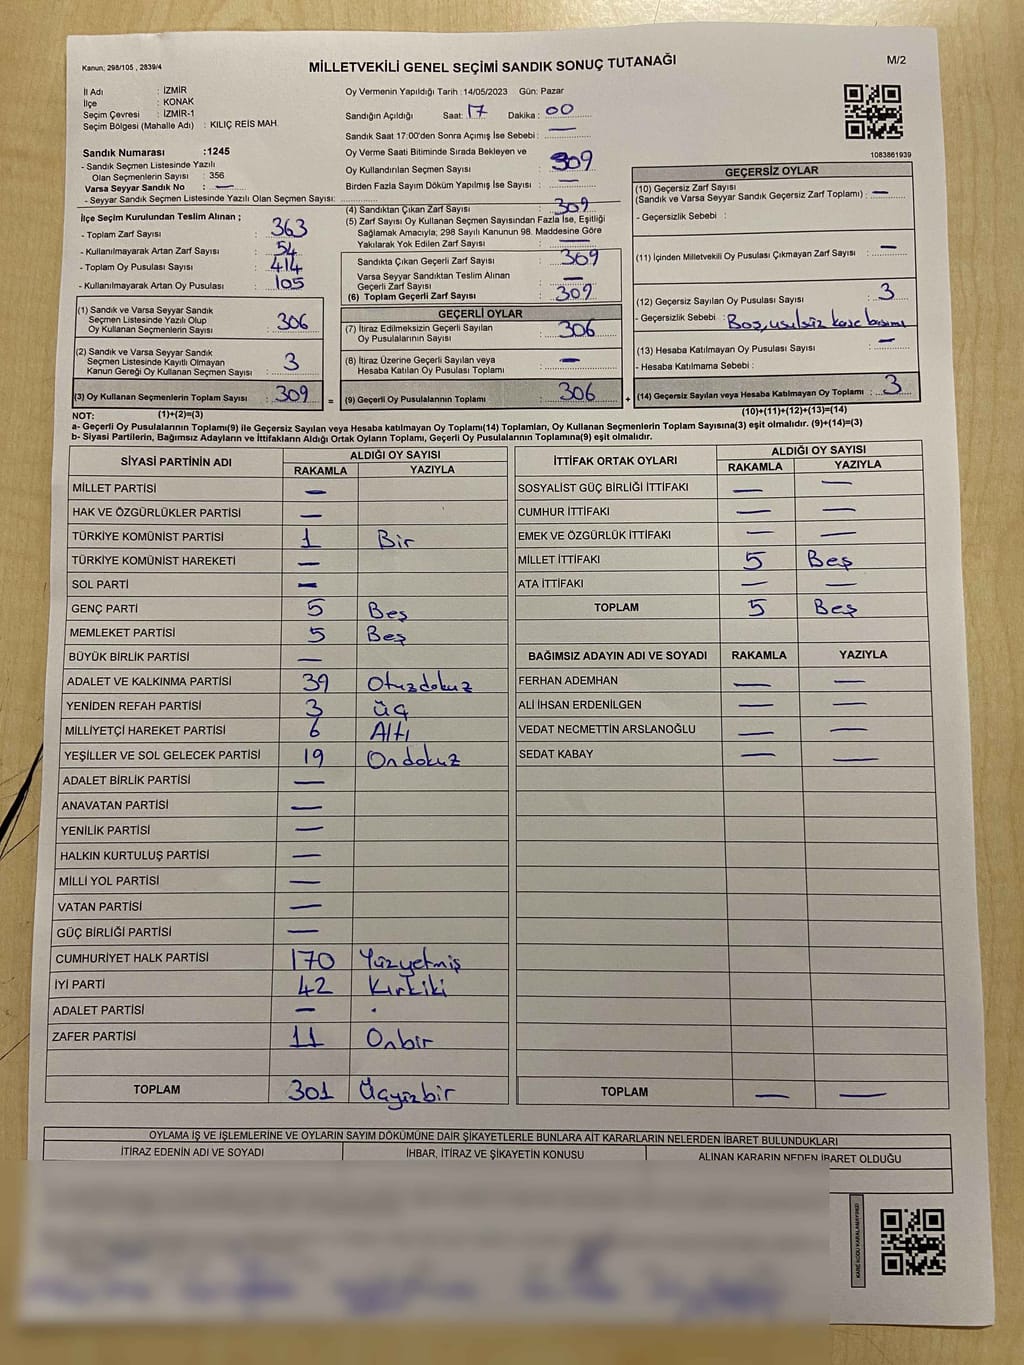 Kanun; 298/105 , 2839/4
MİLLETVEKİLİ GENEL SEÇİMİ SANDIK SONUÇ TUTANAĞI
M/2
İl Adı : İZMİR
İlçe : KONAK
Seçim Çevresi : İZMİR-1
Seçim Bölgesi (Mahalle Adı) : KILIÇ REİS MAH.
Oy Vermenin Yapıldığı Tarih : 14/05/2023 Gün: Pazar
Sandığın Açıldığı Saat: 17 Dakika : 00
Sandık Saat 17:00'den Sonra Açımış İse Sebebi : —
Oy Verme Saati Bitiminde Sırada Bekleyen ve
Oy Kullandırılan Seçmen Sayısı : 309
Birden Fazla Sayım Döküm Yapılmış İse Sayısı : —
1083861939
Sandık Numarası :1245
- Sandık Seçmen Listesinde Yazılı
Olan Seçmenlerin Sayısı : 356
Varsa Seyyar Sandık No : —
- Seyyar Sandık Seçmen Listesinde Yazılı Olan Seçmen Sayısı:
İlçe Seçim Kurulundan Teslim Alınan ;
- Toplam Zarf Sayısı : 363
- Kullanılmayarak Artan Zarf Sayısı : 54
- Toplam Oy Pusulası Sayısı : 414
- Kullanılmayarak Artan Oy Pusulası : 105
(1) Sandık ve Varsa Seyyar Sandık
Seçmen Listesinde Yazılı Olup
Oy Kullanan Seçmenlerin Sayısı : 306
(2) Sandık ve Varsa Seyyar Sandık
Seçmen Listesinde Kayıtlı Olmayan
Kanun Gereği Oy Kullanan Seçmen Sayısı : 3
(3) Oy Kullanan Seçmenlerin Toplam Sayısı : 309 =
(4) Sandıktan Çıkan Zarf Sayısı : 309
(5) Zarf Sayısı Oy Kullanan Seçmen Sayısından Fazla İse, Eşitliği
Sağlamak Amacıyla; 298 Sayılı Kanunun 98. Maddesine Göre
Yakılarak Yok Edilen Zarf Sayısı : —
Sandıkta Çıkan Geçerli Zarf Sayısı : 309
Varsa Seyyar Sandıktan Teslim Alınan
Geçerli Zarf Sayısı : —
(6) Toplam Geçerli Zarf Sayısı : 309
GEÇERLİ OYLAR
(7) İtiraz Edilmeksizin Geçerli Sayılan
Oy Pusulalarının Sayısı : 306
(8) İtiraz Üzerine Geçerli Sayılan veya
Hesaba Katılan Oy Pusulası Toplamı : —
(9) Geçerli Oy Pusulalarının Toplamı : 306 +
GEÇERSİZ OYLAR
(10) Geçersiz Zarf Sayısı
(Sandık ve Varsa Seyyar Sandık Geçersiz Zarf Toplamı) : —
- Geçersizlik Sebebi :
(11) İçinden Milletvekili Oy Pusulası Çıkmayan Zarf Sayısı : —
(12) Geçersiz Sayılan Oy Pusulası Sayısı : 3
- Geçersizlik Sebebi : Boş, usulsüz kaşe basımı
(13) Hesaba Katılmayan Oy Pusulası Sayısı : —
- Hesaba Katılmama Sebebi :
(14) Geçersiz Sayılan veya Hesaba Katılmayan Oy Toplamı : 3
NOT: (1)+(2)=(3) (10)+(11)+(12)+(13)=(14)
a- Geçerli Oy Pusulalarının Toplamı(9) ile Geçersiz Sayılan veya Hesaba katılmayan Oy Toplamı(14) Toplamları, Oy Kullanan Seçmenlerin Toplam Sayısına(3) eşit olmalıdır. (9)+(14)=(3)
b- Siyasi Partilerin, Bağımsız Adayların ve İttifakların Aldığı Ortak Oyların Toplamı, Geçerli Oy Pusulalarının Toplamına(9) eşit olmalıdır.
SİYASİ PARTİNİN ADI ALDIĞI OY SAYISI
RAKAMLA YAZIYLA
MİLLET PARTİSİ —
HAK VE ÖZGÜRLÜKLER PARTİSİ —
TÜRKİYE KOMÜNİST PARTİSİ 1 Bir
TÜRKİYE KOMÜNİST HAREKETİ —
SOL PARTİ —
GENÇ PARTİ 5 Beş
MEMLEKET PARTİSİ 5 Beş
BÜYÜK BİRLİK PARTİSİ —
ADALET VE KALKINMA PARTİSİ 39 Otuzdokuz
YENİDEN REFAH PARTİSİ 3 üç
MİLLİYETÇİ HAREKET PARTİSİ 6 Altı
YEŞİLLER VE SOL GELECEK PARTİSİ 19 Ondokuz
ADALET BİRLİK PARTİSİ —
ANAVATAN PARTİSİ —
YENİLİK PARTİSİ —
HALKIN KURTULUŞ PARTİSİ —
MİLLİ YOL PARTİSİ —
VATAN PARTİSİ —
GÜÇ BİRLİĞİ PARTİSİ —
CUMHURİYET HALK PARTİSİ 170 Yüzyetmiş
İYİ PARTİ 42 Kırkiki
ADALET PARTİSİ — .
ZAFER PARTİSİ 11 Onbir
TOPLAM 301 Üçyüzbir
İTTİFAK ORTAK OYLARI ALDIĞI OY SAYISI
RAKAMLA YAZIYLA
SOSYALİST GÜÇ BİRLİĞİ İTTİFAKI — —
CUMHUR İTTİFAKI — —
EMEK VE ÖZGÜRLÜK İTTİFAKI — —
MİLLET İTTİFAKI 5 Beş
ATA İTTİFAKI — —
TOPLAM 5 Beş
BAĞIMSIZ ADAYIN ADI VE SOYADI RAKAMLA YAZIYLA
FERHAN ADEMHAN — —
ALİ İHSAN ERDENİLGEN — —
VEDAT NECMETTİN ARSLANOĞLU — —
SEDAT KABAY — —
TOPLAM — —
OYLAMA İŞ VE İŞLEMLERİNE VE OYLARIN SAYIM DÖKÜMÜNE DAİR ŞİKAYETLERLE BUNLARA AİT KARARLARIN NELERDEN İBARET BULUNDUKLARI
İTİRAZ EDENİN ADI VE SOYADI İHBAR, İTİRAZ VE ŞİKAYETİN KONUSU ALINAN KARARIN NEDEN İBARET OLDUĞU
KARE KODU KARALAMAYINIZ!